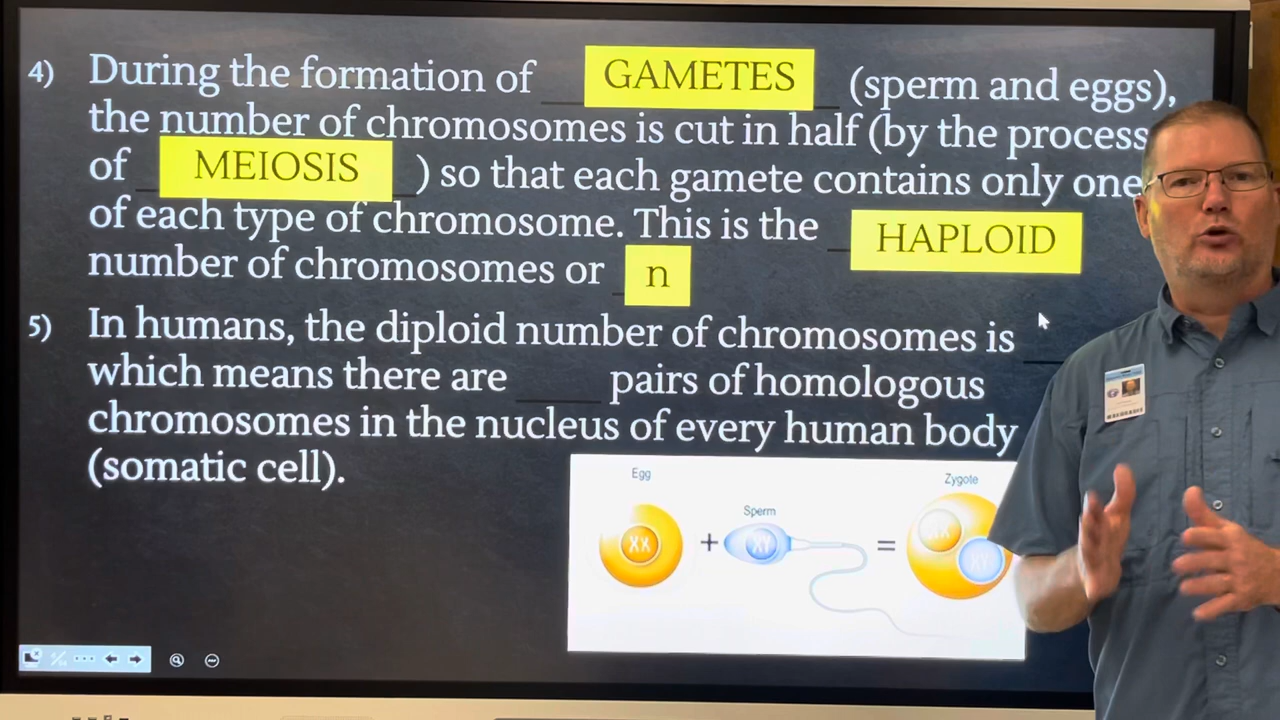 4) During the formation of GAMETES (sperm and eggs),
the number of chromosomes is cut in half (by the process
of MEIOSIS ) so that each gamete contains only one
of each type of chromosome. This is the HAPLOID
number of chromosomes or n
5) In humans, the diploid number of chromosomes is
which means there are ____ pairs of homologous
chromosomes in the nucleus of every human body
(somatic cell).
Egg
Sperm
Zygote
XX
+
XY
=